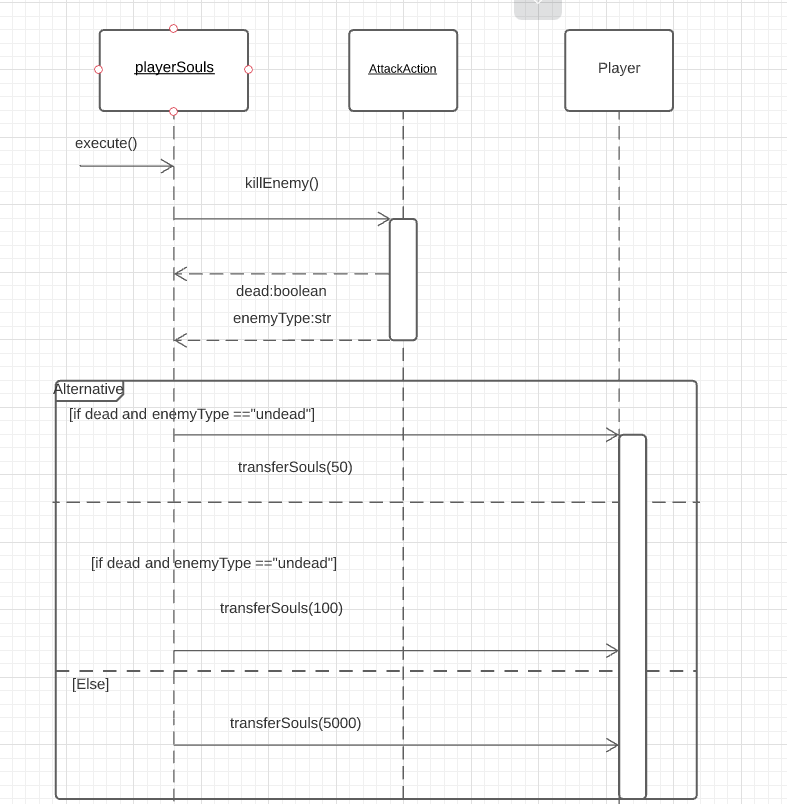 playerSouls
AttackAction
Player
execute()
killEnemy()
dead:boolean
enemyType:str
Alternative
[if dead and enemyType =="undead"]
transferSouls(50)
[if dead and enemyType =="undead"]
transferSouls(100)
[Else]
transferSouls(5000)